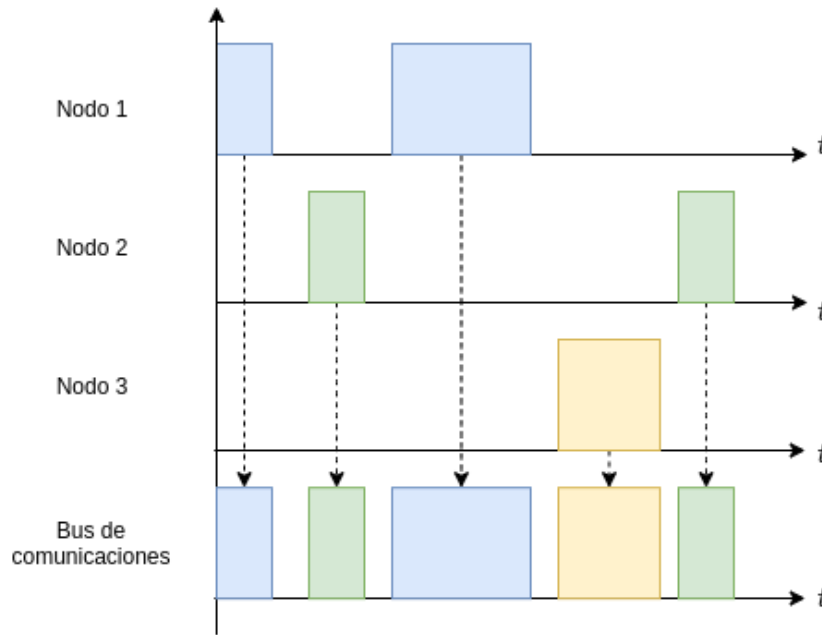 Nodo 1
t
Nodo 2
t
Nodo 3
t
Bus de
comunicaciones
t